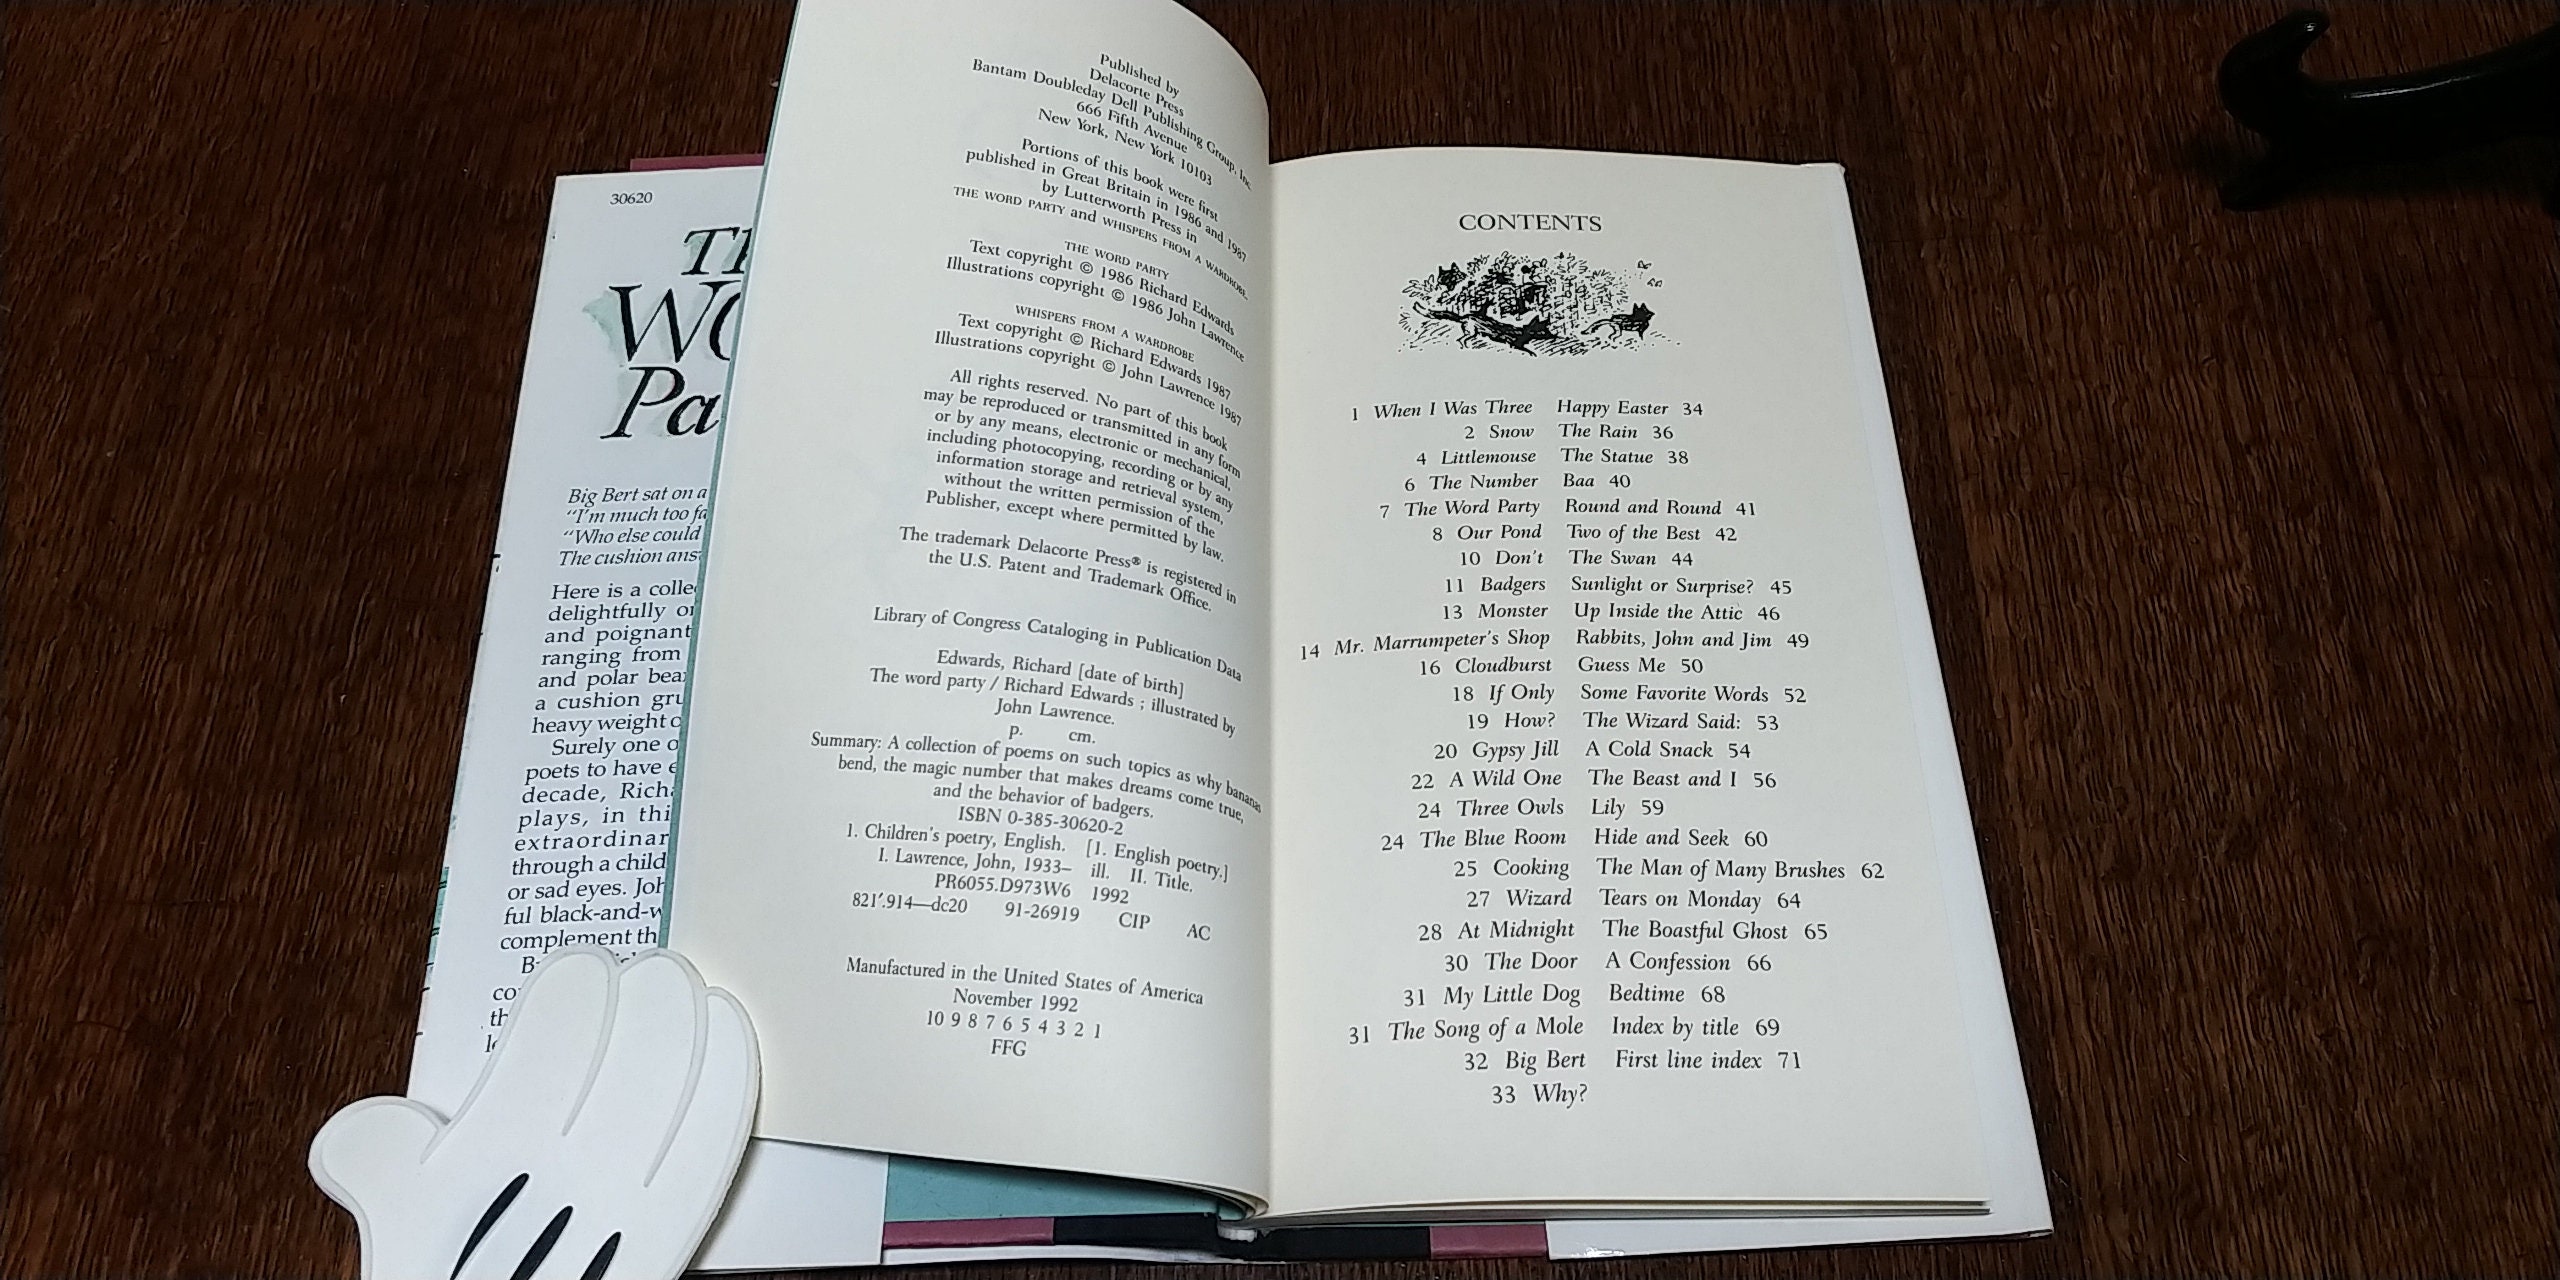 30620
Big Bert sat on a
"I'm much too
"Who else could
The cushion
Here is a
delightfully
and poignant
ranging from
and polar
a cushion
heavy weight
Surely one
poets to have
decade,
plays, in
through a child
or sad eyes.
ful
complement
Published by
Delacorte Press
Bantam Doubleday Dell Publishing Group, Inc.
666 Fifth Avenue
New York, New York 10103
Portions of this book were first
published in Great Britain in 1986 and 1987
by Lutterworth Press in
THE WORD PARTY and WHISPERS FROM A WARDROBE.
THE WORD PARTY
Text copyright © 1986 Richard Edwards
Illustrations copyright © 1986 John Lawrence
WHISPERS FROM A WARDROBE
Text copyright © Richard Edwards 1987
Illustrations copyright © John Lawrence 1987
All rights reserved. No part of this book
may be reproduced or transmitted in any form
or by any means, electronic or mechanical,
including photocopying, recording or by any
information storage and retrieval system,
without the written permission of the
Publisher, except where permitted by law.
The trademark Delacorte Press® is registered in
the U.S. Patent and Trademark Office.
Library of Congress Cataloging in Publication Data
Edwards, Richard [date of birth]
The word party / Richard Edwards ; illustrated by
John Lawrence.
p. cm.
Summary: A collection of poems on such topics as why bananas
bend, the magic number that makes dreams come true,
and the behavior of badgers.
ISBN 0-385-30620-2
1. Children's poetry, English. [1. English poetry.]
I. Lawrence, John, 1933– ill. II. Title.
PR6055.D973W6 1992
821'.914—dc20 91-26919 CIP AC
Manufactured in the United States of America
November 1992
10 9 8 7 6 5 4 3 2 1
FFG
CONTENTS
1 When I Was Three Happy Easter 34
2 Snow The Rain 36
4 Littlemouse The Statue 38
6 The Number Baa 40
7 The Word Party Round and Round 41
8 Our Pond Two of the Best 42
10 Don't The Swan 44
11 Badgers Sunlight or Surprise? 45
13 Monster Up Inside the Attic 46
14 Mr. Marrumpeter's Shop Rabbits, John and Jim 49
16 Cloudburst Guess Me 50
18 If Only Some Favorite Words 52
19 How? The Wizard Said: 53
20 Gypsy Jill A Cold Snack 54
22 A Wild One The Beast and I 56
24 Three Owls Lily 59
24 The Blue Room Hide and Seek 60
25 Cooking The Man of Many Brushes 62
27 Wizard Tears on Monday 64
28 At Midnight The Boastful Ghost 65
30 The Door A Confession 66
31 My Little Dog Bedtime 68
31 The Song of a Mole Index by title 69
32 Big Bert First line index 71
33 Why?